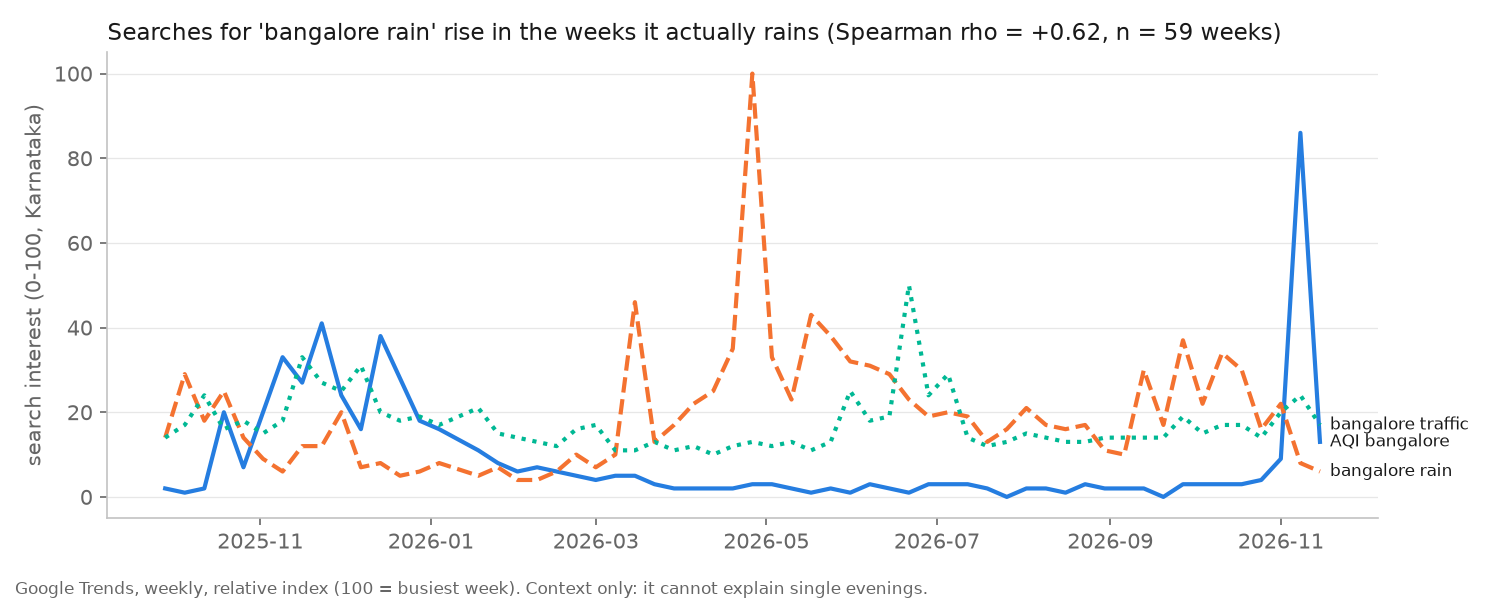 Searches for 'bangalore rain' rise in the weeks it actually rains (Spearman rho = +0.62, n = 59 weeks)
search interest (0-100, Karnataka)
100
80
60
40
20
0
bangalore traffic
AQI bangalore
bangalore rain
2025-11
2026-01
2026-03
2026-05
2026-07
2026-09
2026-11
Google Trends, weekly, relative index (100 = busiest week). Context only: it cannot explain single evenings.